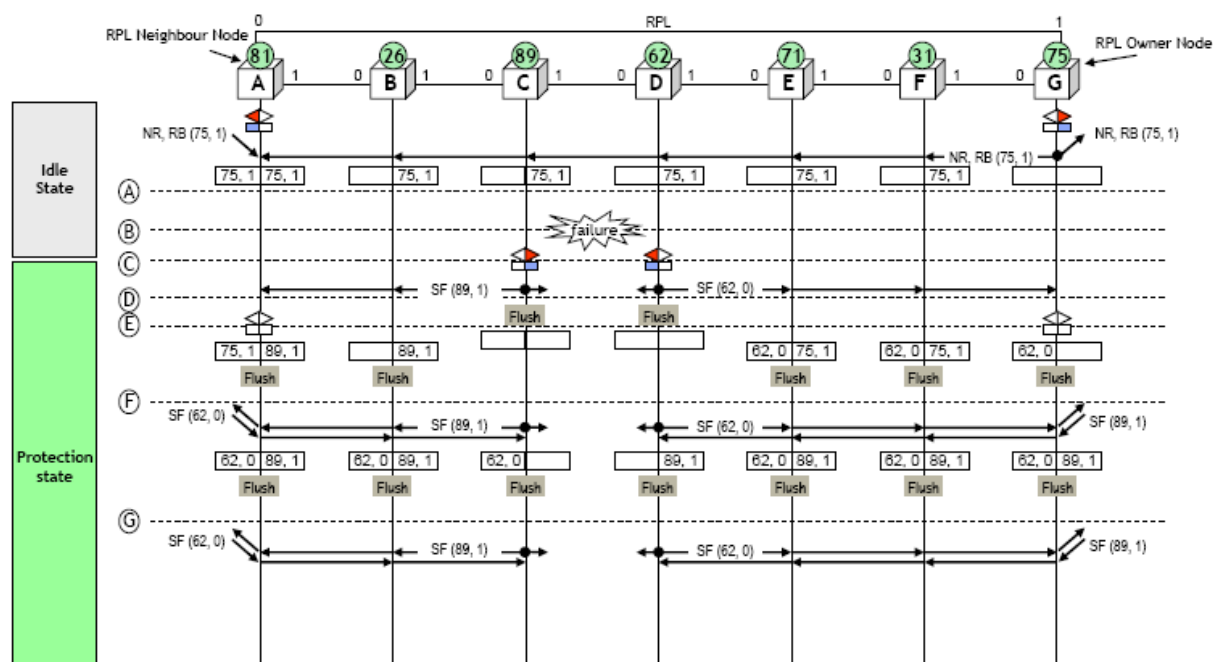 0 RPL 1
RPL Neighbour Node
RPL Owner Node
81 26 89 62 71 31 75
A 1 0 B 1 0 C 1 0 D 1 0 E 1 0 F 1 0 G
NR, RB (75, 1)
NR, RB (75, 1)
NR, RB (75, 1)
Idle
State
75, 1 75, 1 75, 1 75, 1 75, 1 75, 1 75, 1
A
B
failure
C
SF (89, 1) SF (62, 0)
D
Flush Flush
E
75, 1 89, 1 89, 1 62, 0 75, 1 62, 0 75, 1 62, 0
Flush Flush Flush Flush Flush
F
SF (62, 0) SF (89, 1) SF (62, 0) SF (89, 1)
Protection
state
62, 0 89, 1 62, 0 89, 1 62, 0 89, 1 62, 0 89, 1 62, 0 89, 1 62, 0 89, 1
Flush Flush Flush Flush Flush Flush Flush
G
SF (62, 0) SF (89, 1) SF (62, 0) SF (89, 1)